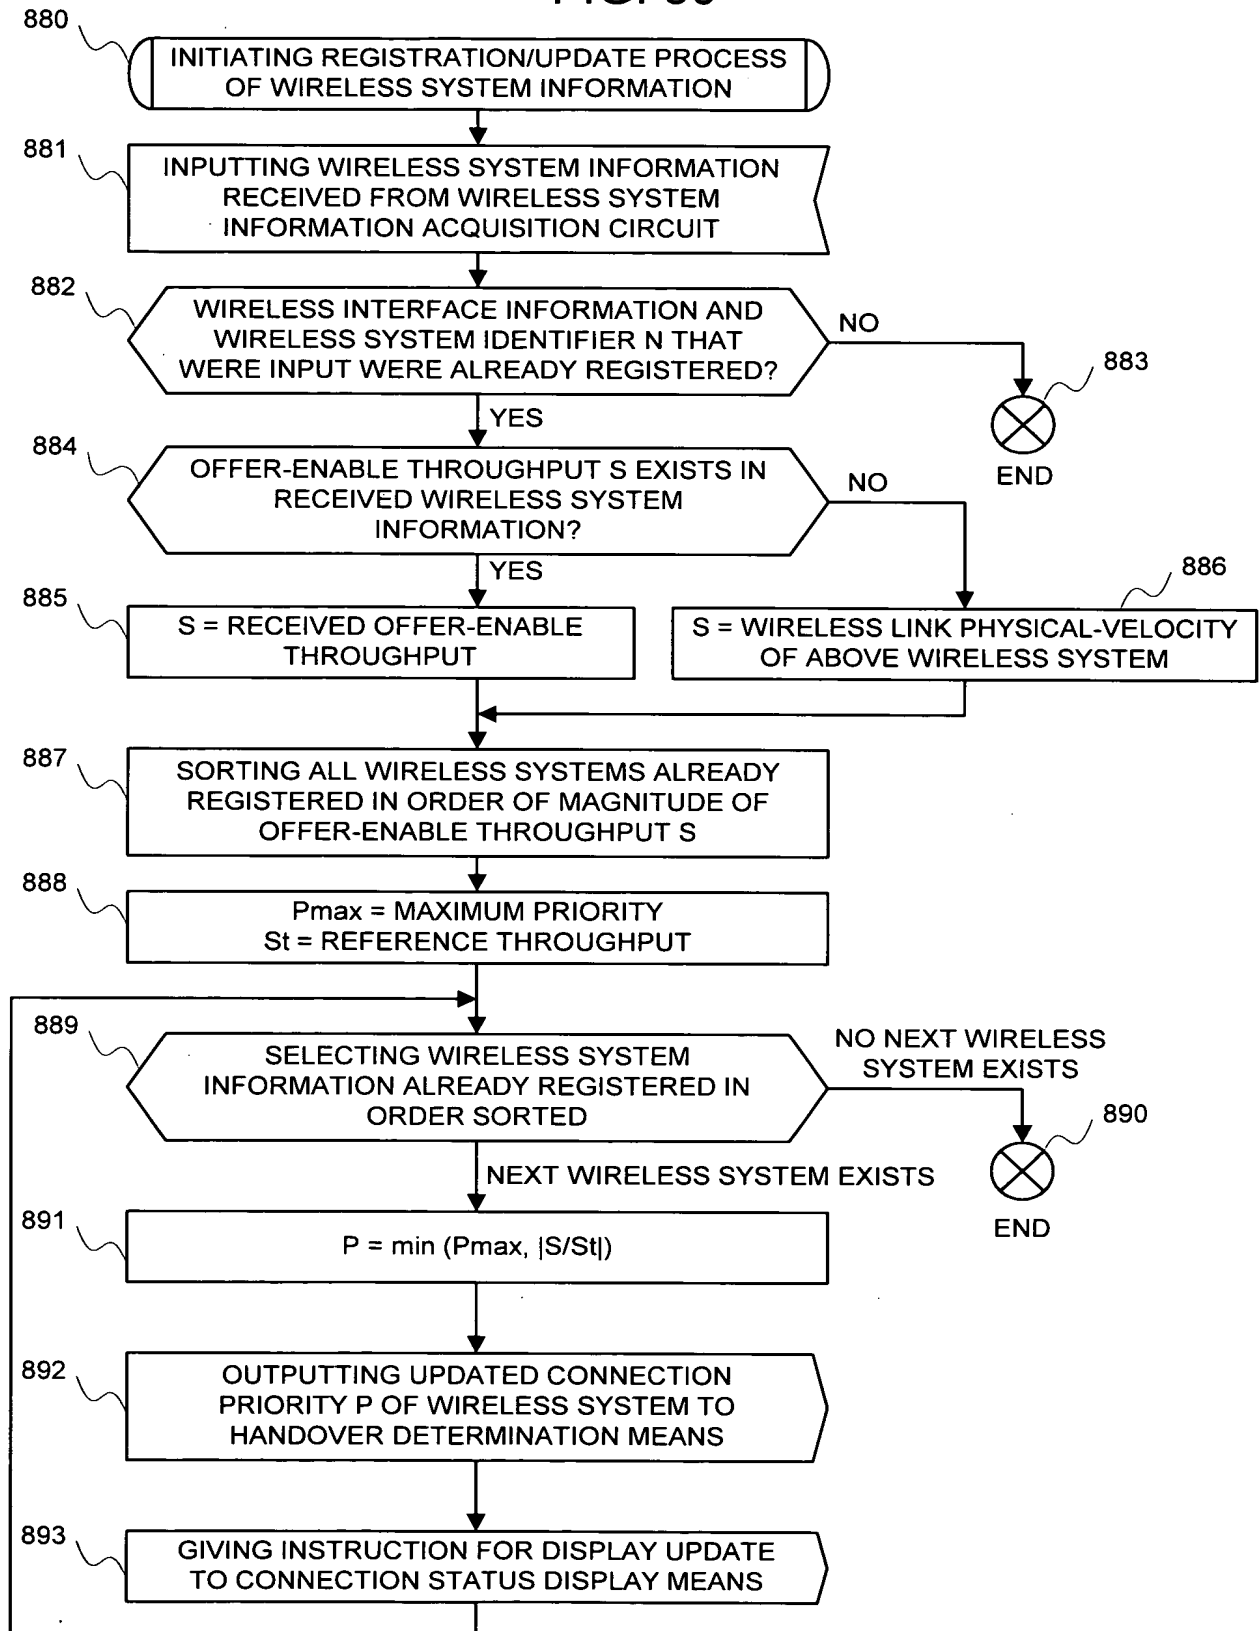 880
INITIATING REGISTRATION/UPDATE PROCESS
OF WIRELESS SYSTEM INFORMATION
881
INPUTTING WIRELESS SYSTEM INFORMATION
RECEIVED FROM WIRELESS SYSTEM
INFORMATION ACQUISITION CIRCUIT
882
WIRELESS INTERFACE INFORMATION AND
WIRELESS SYSTEM IDENTIFIER N THAT
WERE INPUT WERE ALREADY REGISTERED?
NO
883
END
YES
884
OFFER-ENABLE THROUGHPUT S EXISTS IN
RECEIVED WIRELESS SYSTEM
INFORMATION?
NO
YES
885
S = RECEIVED OFFER-ENABLE
THROUGHPUT
886
S = WIRELESS LINK PHYSICAL-VELOCITY
OF ABOVE WIRELESS SYSTEM
887
SORTING ALL WIRELESS SYSTEMS ALREADY
REGISTERED IN ORDER OF MAGNITUDE OF
OFFER-ENABLE THROUGHPUT S
888
Pmax = MAXIMUM PRIORITY
St = REFERENCE THROUGHPUT
889
SELECTING WIRELESS SYSTEM
INFORMATION ALREADY REGISTERED IN
ORDER SORTED
NO NEXT WIRELESS
SYSTEM EXISTS
890
END
NEXT WIRELESS SYSTEM EXISTS
891
P = min (Pmax, |S/St|)
892
OUTPUTTING UPDATED CONNECTION
PRIORITY P OF WIRELESS SYSTEM TO
HANDOVER DETERMINATION MEANS
893
GIVING INSTRUCTION FOR DISPLAY UPDATE
TO CONNECTION STATUS DISPLAY MEANS